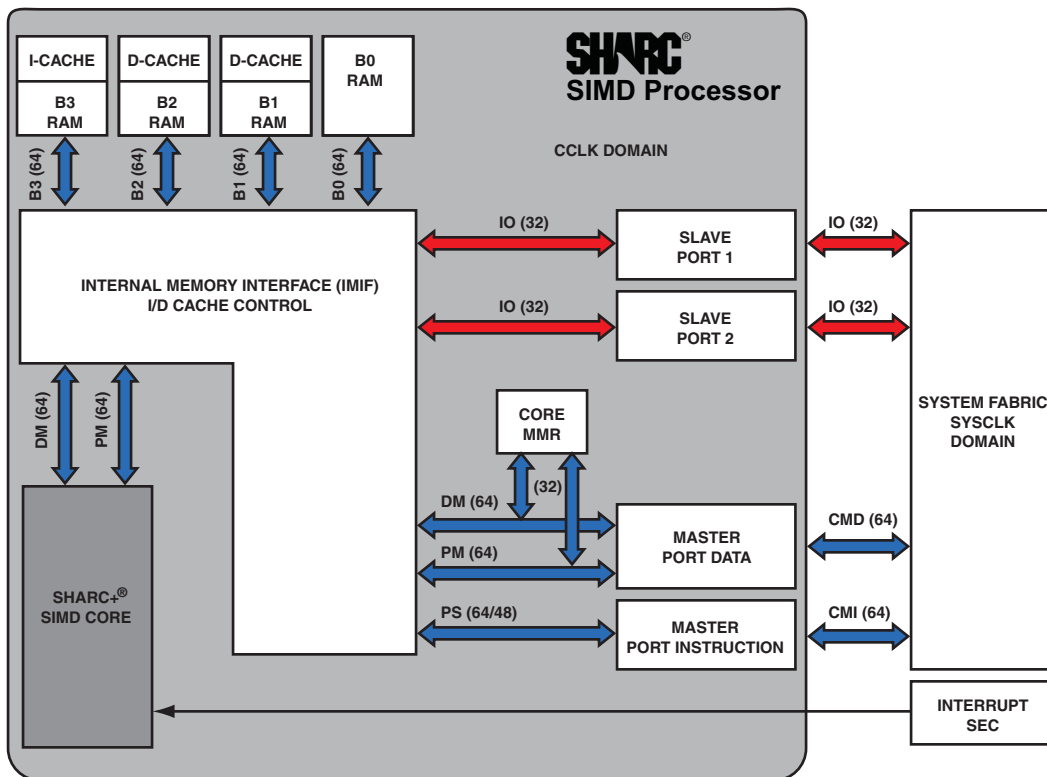 SHARC®
SIMD Processor
I-CACHE
D-CACHE
D-CACHE
B0
RAM
B3
RAM
B2
RAM
B1
RAM
B3 (64)
B2 (64)
B1 (64)
B0 (64)
CCLK DOMAIN
INTERNAL MEMORY INTERFACE (IMIF)
I/D CACHE CONTROL
IO (32)
SLAVE
PORT 1
IO (32)
IO (32)
SLAVE
PORT 2
IO (32)
DM (64)
PM (64)
CORE
MMR
(32)
SYSTEM FABRIC
SYSCLK
DOMAIN
DM (64)
PM (64)
MASTER
PORT DATA
CMD (64)
SHARC+®
SIMD CORE
PS (64/48)
MASTER
PORT INSTRUCTION
CMI (64)
INTERRUPT
SEC